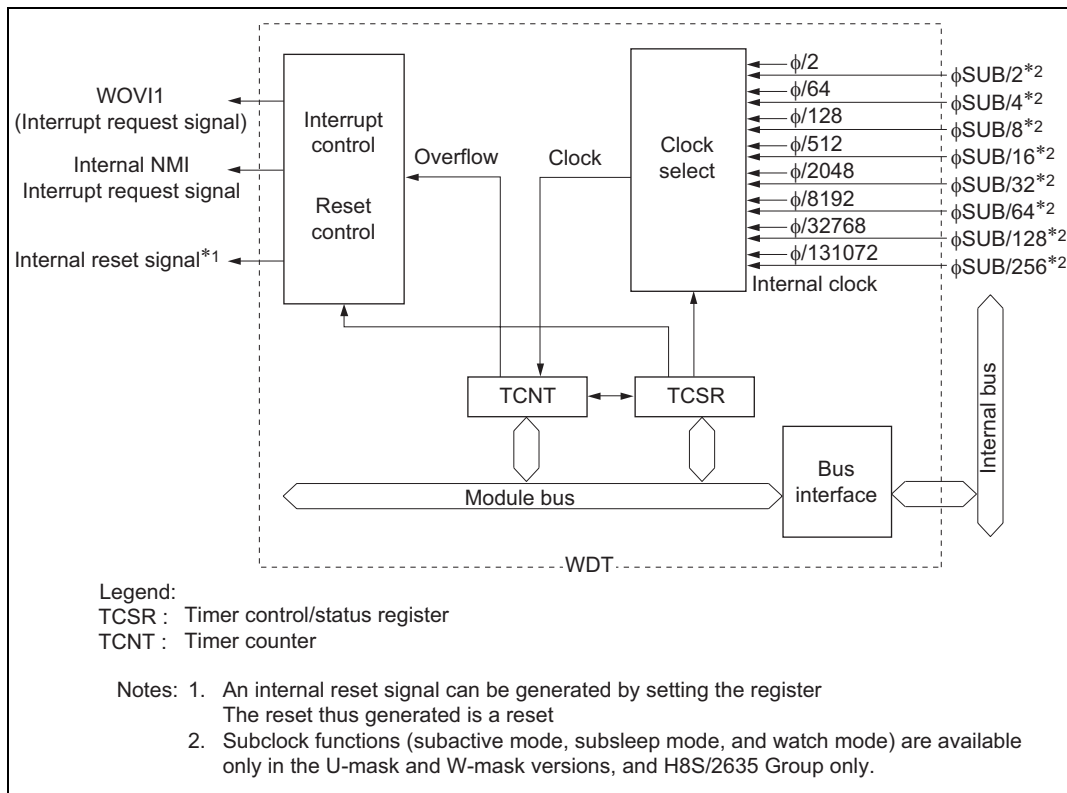 WOVI1
(Interrupt request signal)
Internal NMI
Interrupt request signal
Internal reset signal*1
Interrupt
control
Reset
control
Overflow
Clock
Clock
select
ϕ/2
ϕ/64
ϕ/128
ϕ/512
ϕ/2048
ϕ/8192
ϕ/32768
ϕ/131072
Internal clock
ϕSUB/2*2
ϕSUB/4*2
ϕSUB/8*2
ϕSUB/16*2
ϕSUB/32*2
ϕSUB/64*2
ϕSUB/128*2
ϕSUB/256*2
TCNT
TCSR
Module bus
Bus
interface
Internal bus
WDT
Legend:
TCSR : Timer control/status register
TCNT : Timer counter
Notes: 1. An internal reset signal can be generated by setting the register
The reset thus generated is a reset
2. Subclock functions (subactive mode, subsleep mode, and watch mode) are available
only in the U-mask and W-mask versions, and H8S/2635 Group only.